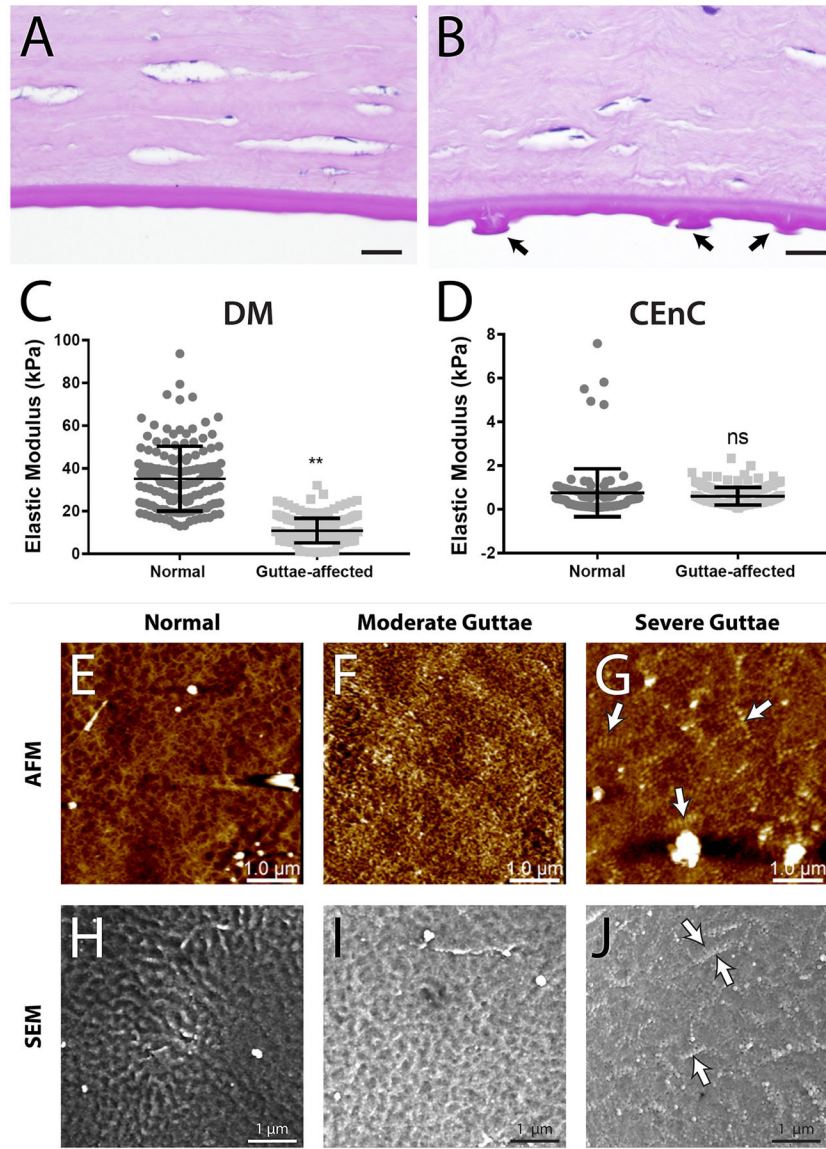 A
B
C
DM
D
CEnC
Elastic Modulus (kPa)
100
80
60
40
20
0
**
Normal
Guttae-affected
Elastic Modulus (kPa)
8
6
4
2
0
-2
ns
Normal
Guttae-affected
Normal
Moderate Guttae
Severe Guttae
AFM
E
1.0 μm
F
1.0 μm
G
1.0 μm
SEM
H
1 μm
I
1 μm
J
1 μm